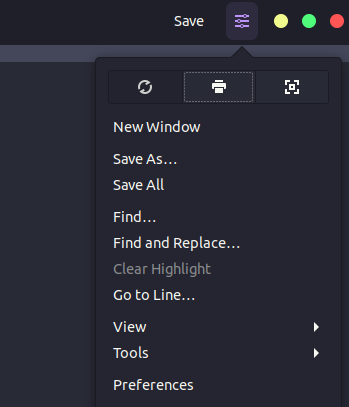 Save
New Window
Save As...
Save All
Find...
Find and Replace...
Clear Highlight
Go to Line...
View
Tools
Preferences